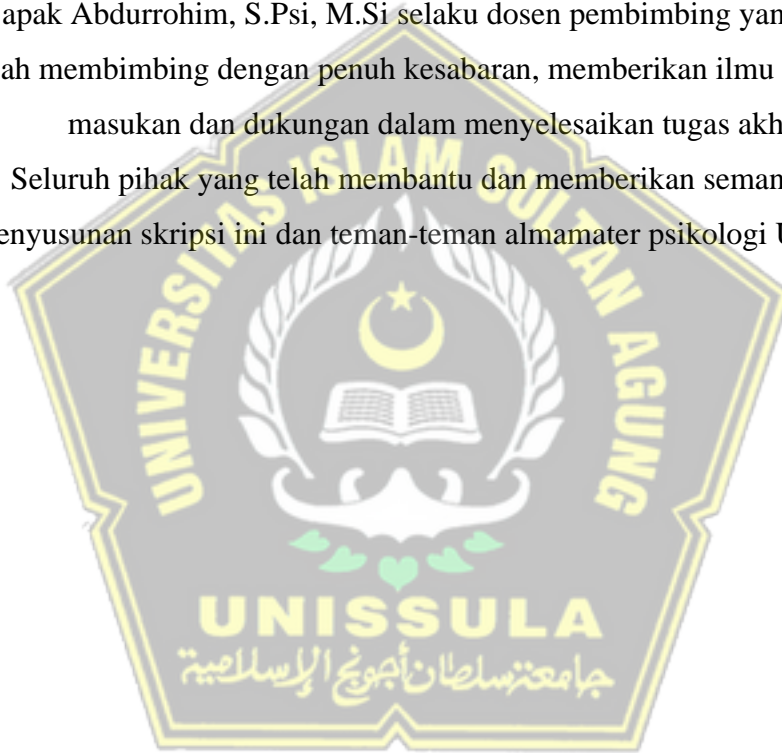 apak Abdurrohim, S.Psi, M.Si selaku dosen pembimbing yan
ah membimbing dengan penuh kesabaran, memberikan ilmu
masukan dan dukungan dalam menyelesaikan tugas akh
Seluruh pihak yang telah membantu dan memberikan seman
enyusunan skripsi ini dan teman-teman almamater psikologi U
UNIVERSITAS ISLAM SULTAN AGUNG
UNISSULA
جامعة سلطان أجونج الإسلامية